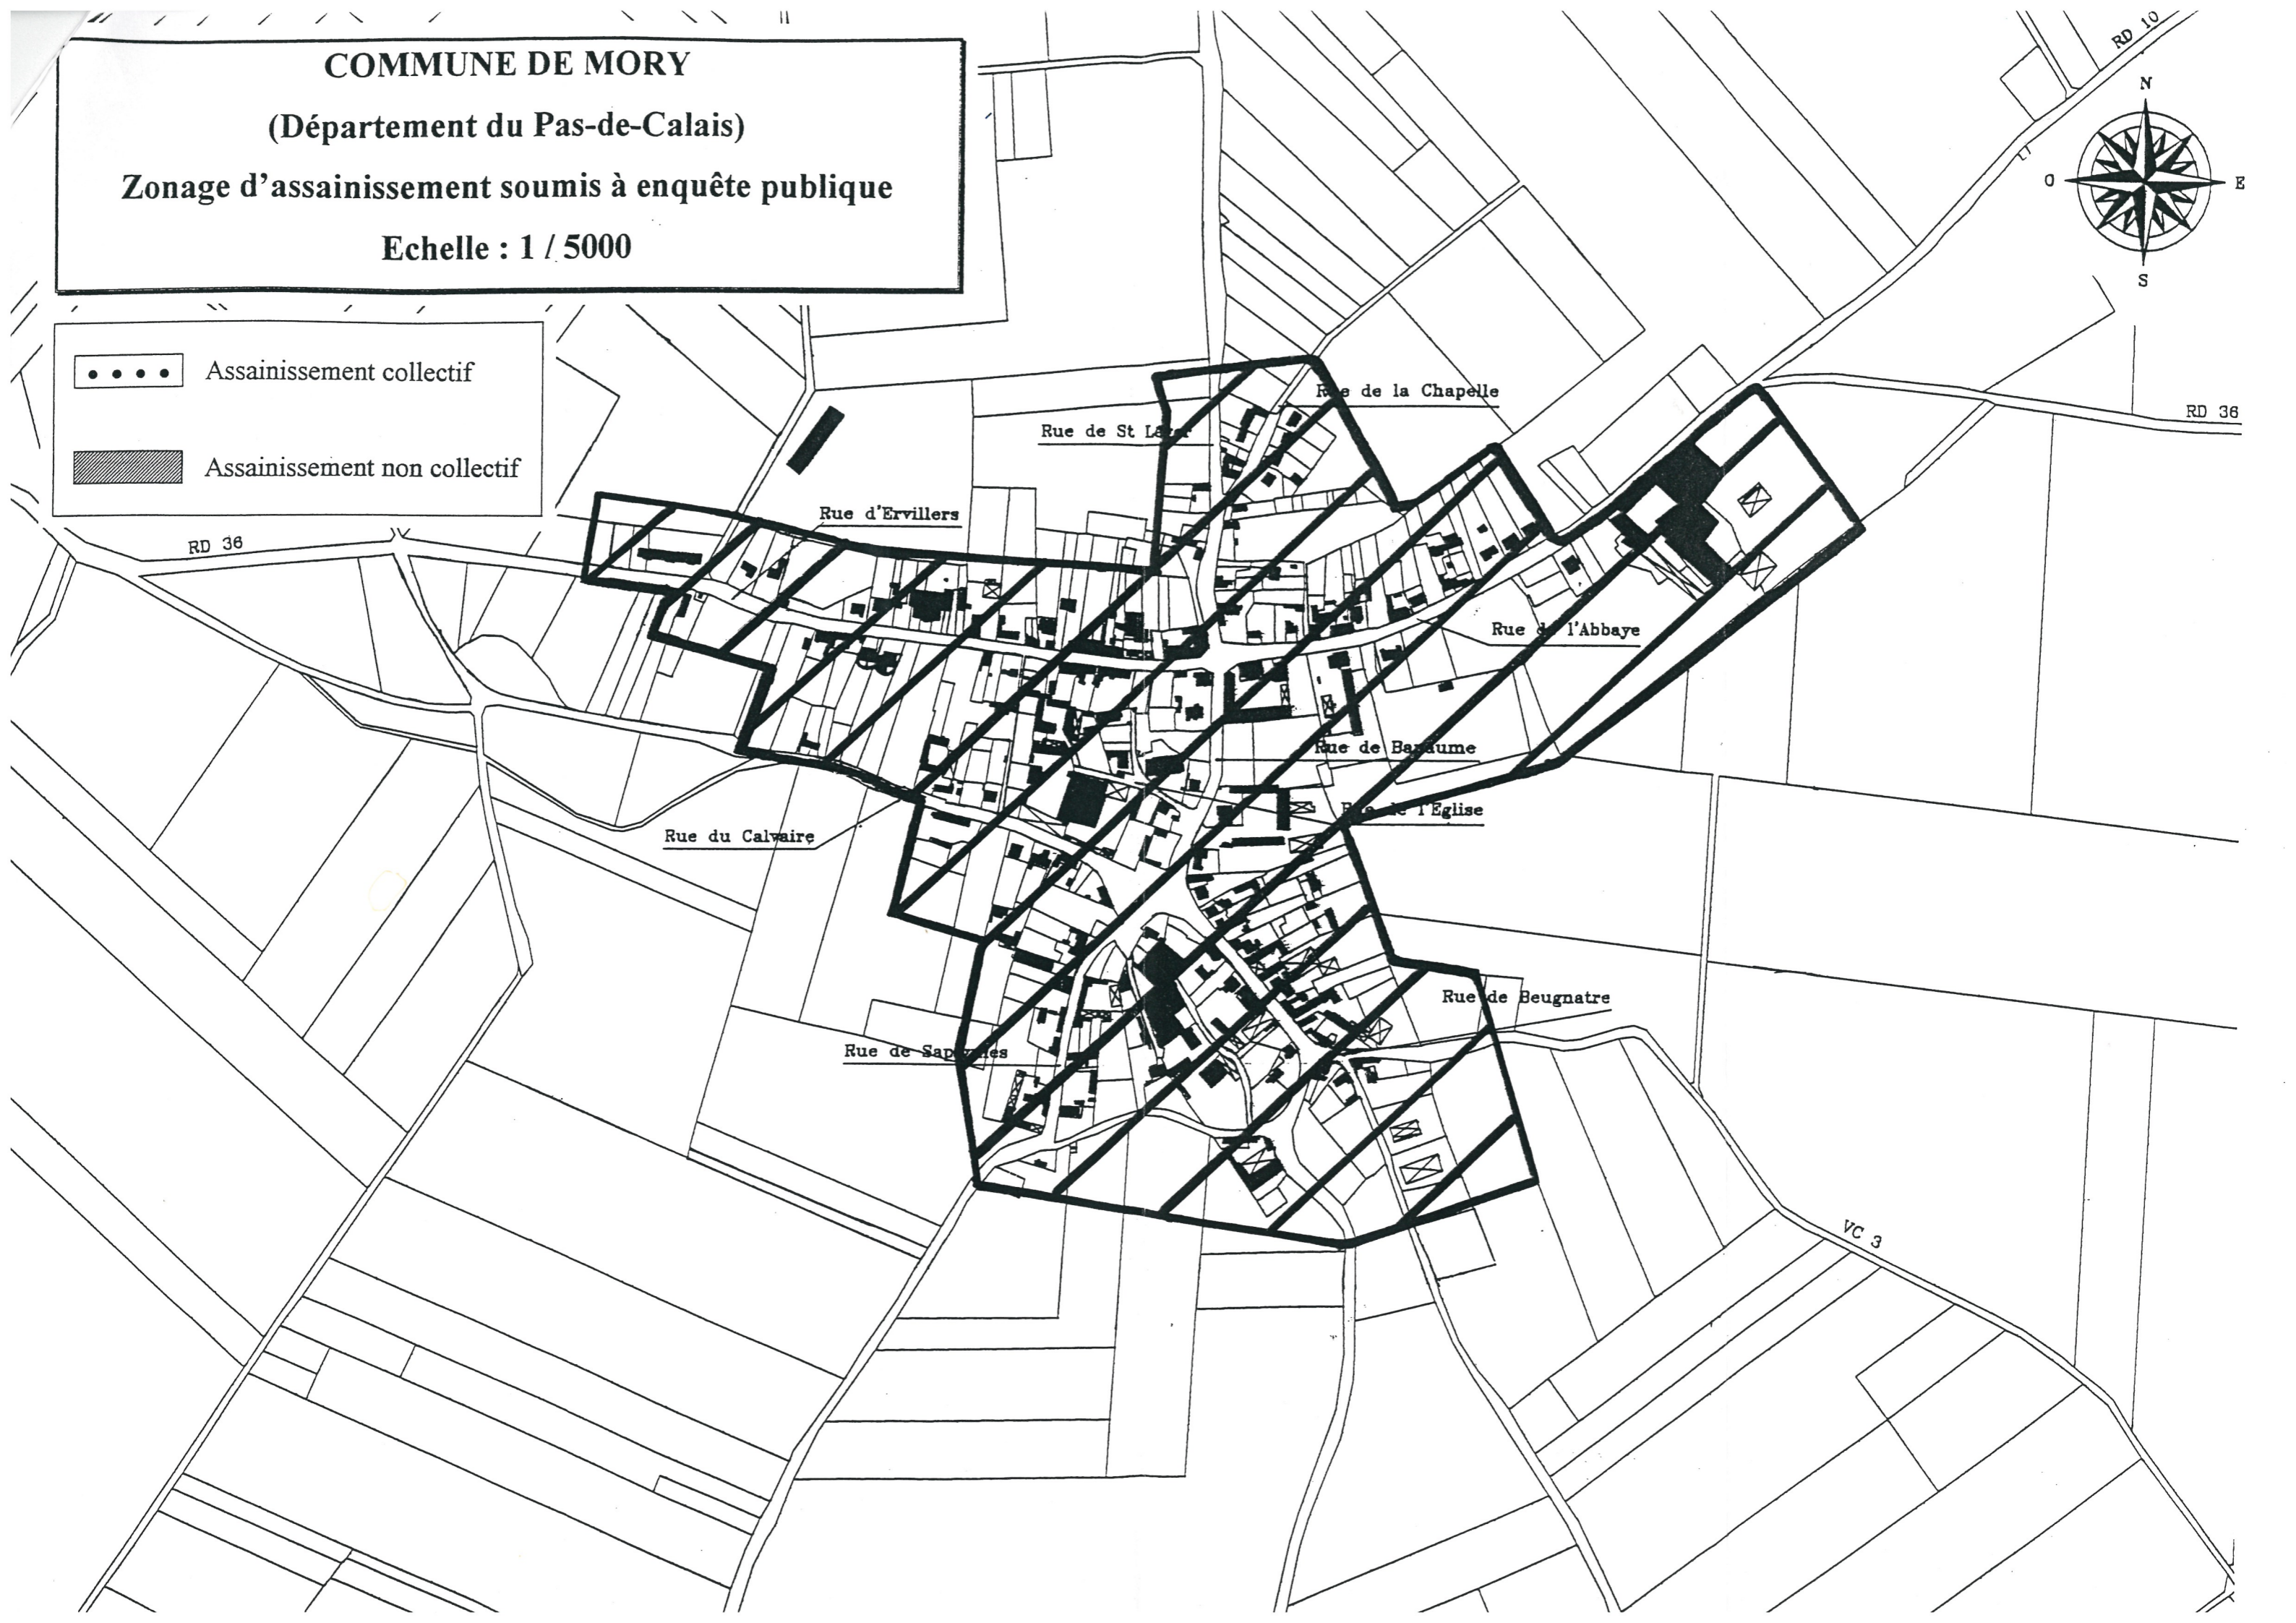 COMMUNE DE MORY
(Département du Pas-de-Calais)
Zonage d'assainissement soumis à enquête publique
Echelle : 1 / 5000
RD 10
N
O
E
S
Assainissement collectif
Assainissement non collectif
Rue de la Chapelle
Rue de St Léger
RD 36
Rue d'Ervillers
RD 36
Rue de l'Abbaye
Rue de Bapaume
Rue de l'Eglise
Rue du Calvaire
Rue de Beugnatre
Rue de Sapignies
VC 3